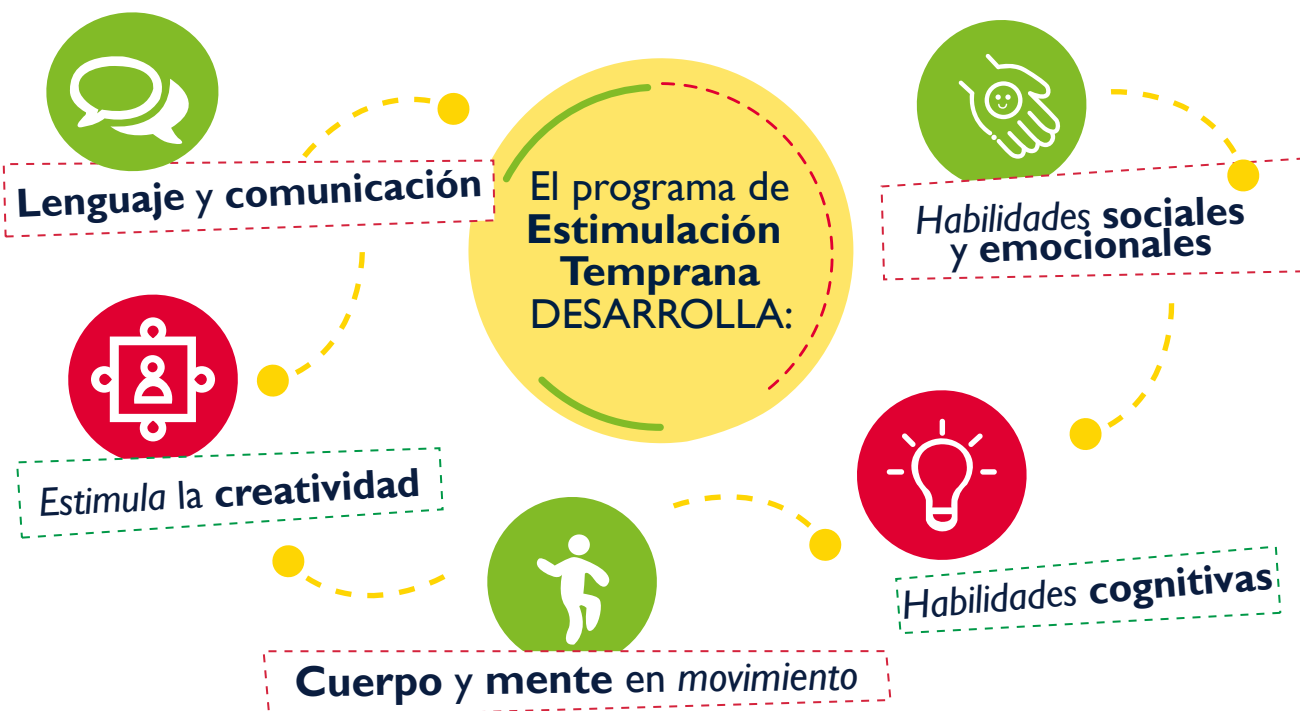 El programa de
Estimulación
Temprana
DESARROLLA:
Lenguaje y comunicación
Estimula la creatividad
Cuerpo y mente en movimiento
Habilidades cognitivas
Habilidades sociales
y emocionales